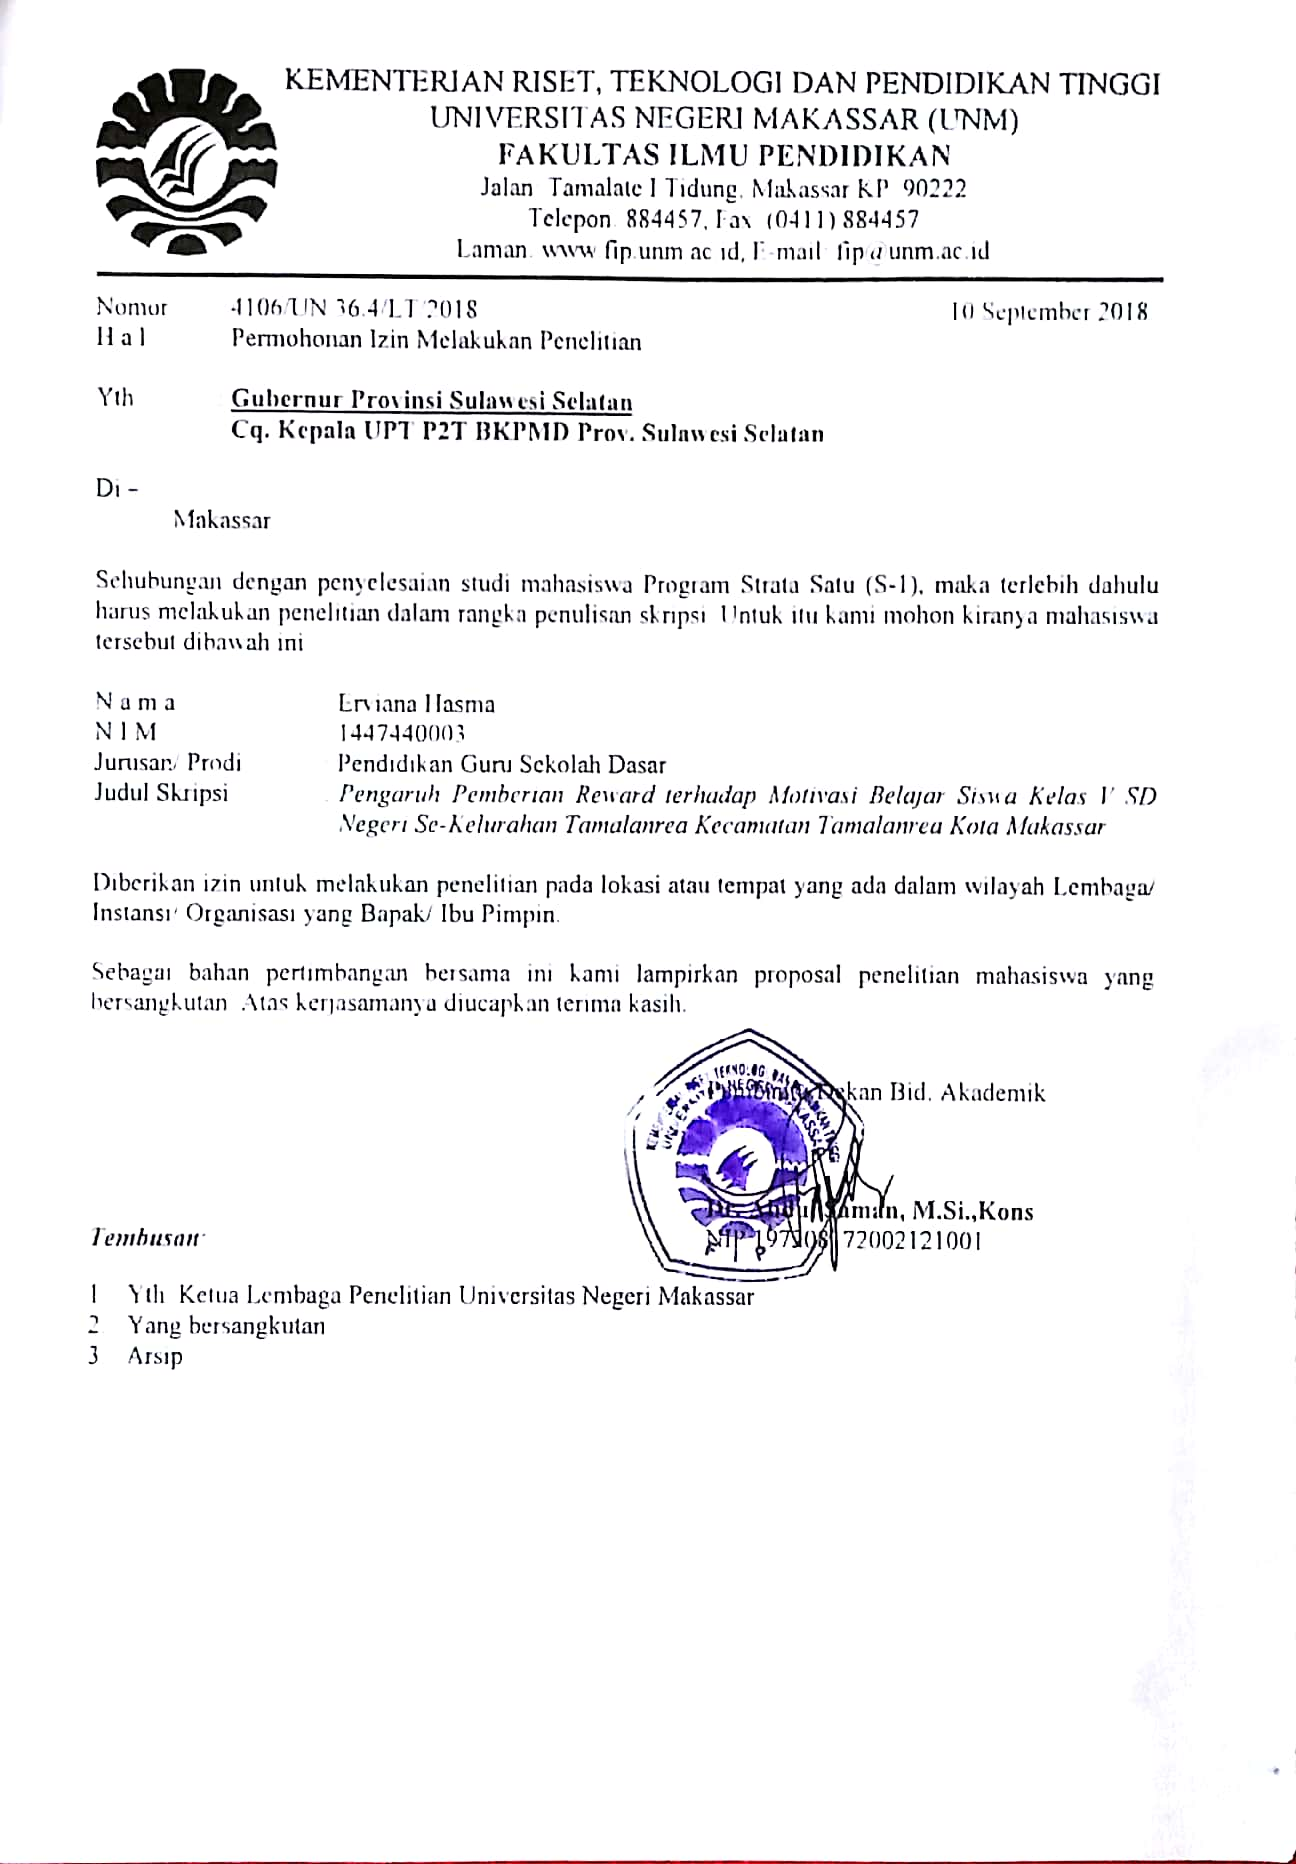 KEMENTERIAN RISET, TEKNOLOGI DAN PENDIDIKAN TINGGI
UNIVERSITAS NEGERI MAKASSAR (UNM)
FAKULTAS ILMU PENDIDIKAN
Jalan Tamalate I Tidung, Makassar KP 90222
Telepon 884457, Fax (0411) 884457
Laman. www fip.unm ac id, E-mail fip@unm.ac.id
Nomor 4106/UN 36.4/LT/2018 10 September 2018
H a l Permohonan Izin Melakukan Penelitian
Yth Gubernur Provinsi Sulawesi Selatan
Cq. Kepala UPT P2T BKPMD Prov. Sulawesi Selatan
Di -
Makassar
Sehubungan dengan penyelesaian studi mahasiswa Program Strata Satu (S-1), maka terlebih dahulu
harus melakukan penelitian dalam rangka penulisan skripsi Untuk itu kami mohon kiranya mahasiswa
tersebut dibawah ini
N a m a Erviana Hasma
N I M 1447440003
Jurusan/ Prodi Pendidikan Guru Sekolah Dasar
Judul Skripsi Pengaruh Pemberian Reward terhadap Motivasi Belajar Siswa Kelas V SD
Negeri Se-Kelurahan Tamalanrea Kecamatan Tamalanrea Kota Makassar
Diberikan izin untuk melakukan penelitian pada lokasi atau tempat yang ada dalam wilayah Lembaga/
Instansi/ Organisasi yang Bapak/ Ibu Pimpin.
Sebagai bahan pertimbangan bersama ini kami lampirkan proposal penelitian mahasiswa yang
bersangkutan Atas kerjasamanya diucapkan terima kasih.
Dekan Bid. Akademik
Saman, M.Si.,Kons
NIP 72002121001
Tembusan
1 Yth Ketua Lembaga Penelitian Universitas Negeri Makassar
2 Yang bersangkutan
3 Arsip